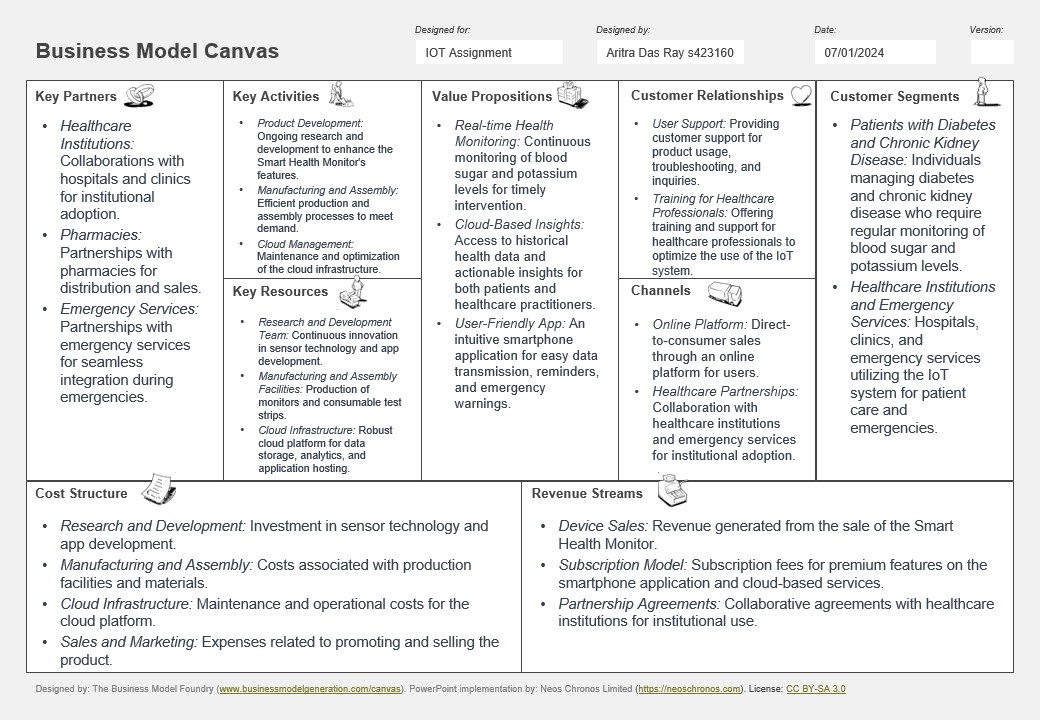 Designed for:
Designed by:
Date:
Version:
Business Model Canvas
IOT Assignment
Aritra Das Ray s423160
07/01/2024
Key Partners
• Healthcare
Institutions:
Collaborations with
hospitals and clinics
for institutional
adoption.
• Pharmacies:
Partnerships with
pharmacies for
distribution and sales.
• Emergency Services:
Partnerships with
emergency services
for seamless
integration during
emergencies.
Key Activities
• Product Development:
Ongoing research and
development to enhance the
Smart Health Monitor's
features.
• Manufacturing and Assembly:
Efficient production and
assembly processes to meet
demand.
• Cloud Management:
Maintenance and optimization
of the cloud infrastructure.
Key Resources
• Research and Development
Team: Continuous innovation
in sensor technology and app
development.
• Manufacturing and Assembly
Facilities: Production of
monitors and consumable test
strips.
• Cloud Infrastructure: Robust
cloud platform for data
storage, analytics, and
application hosting.
Value Propositions
• Real-time Health
Monitoring: Continuous
monitoring of blood
sugar and potassium
levels for timely
intervention.
• Cloud-Based Insights:
Access to historical
health data and
actionable insights for
both patients and
healthcare practitioners.
• User-Friendly App: An
intuitive smartphone
application for easy data
transmission, reminders,
and emergency
warnings.
Customer Relationships
• User Support: Providing
customer support for
product usage,
troubleshooting, and
inquiries.
• Training for Healthcare
Professionals: Offering
training and support for
healthcare professionals to
optimize the use of the IoT
system.
Channels
• Online Platform: Direct-
to-consumer sales
through an online
platform for users.
• Healthcare Partnerships:
Collaboration with
healthcare institutions
and emergency services
for institutional adoption.
Customer Segments
• Patients with Diabetes
and Chronic Kidney
Disease: Individuals
managing diabetes
and chronic kidney
disease who require
regular monitoring of
blood sugar and
potassium levels.
• Healthcare Institutions
and Emergency
Services: Hospitals,
clinics, and
emergency services
utilizing the IoT
system for patient
care and
emergencies.
Cost Structure
• Research and Development: Investment in sensor technology and
app development.
• Manufacturing and Assembly: Costs associated with production
facilities and materials.
• Cloud Infrastructure: Maintenance and operational costs for the
cloud platform.
• Sales and Marketing: Expenses related to promoting and selling the
product.
Revenue Streams
• Device Sales: Revenue generated from the sale of the Smart
Health Monitor.
• Subscription Model: Subscription fees for premium features on the
smartphone application and cloud-based services.
• Partnership Agreements: Collaborative agreements with healthcare
institutions for institutional use.
Designed by: The Business Model Foundry (www.businessmodelgeneration.com/canvas). PowerPoint implementation by: Neos Chronos Limited (https://neoschronos.com). License: CC BY-SA 3.0